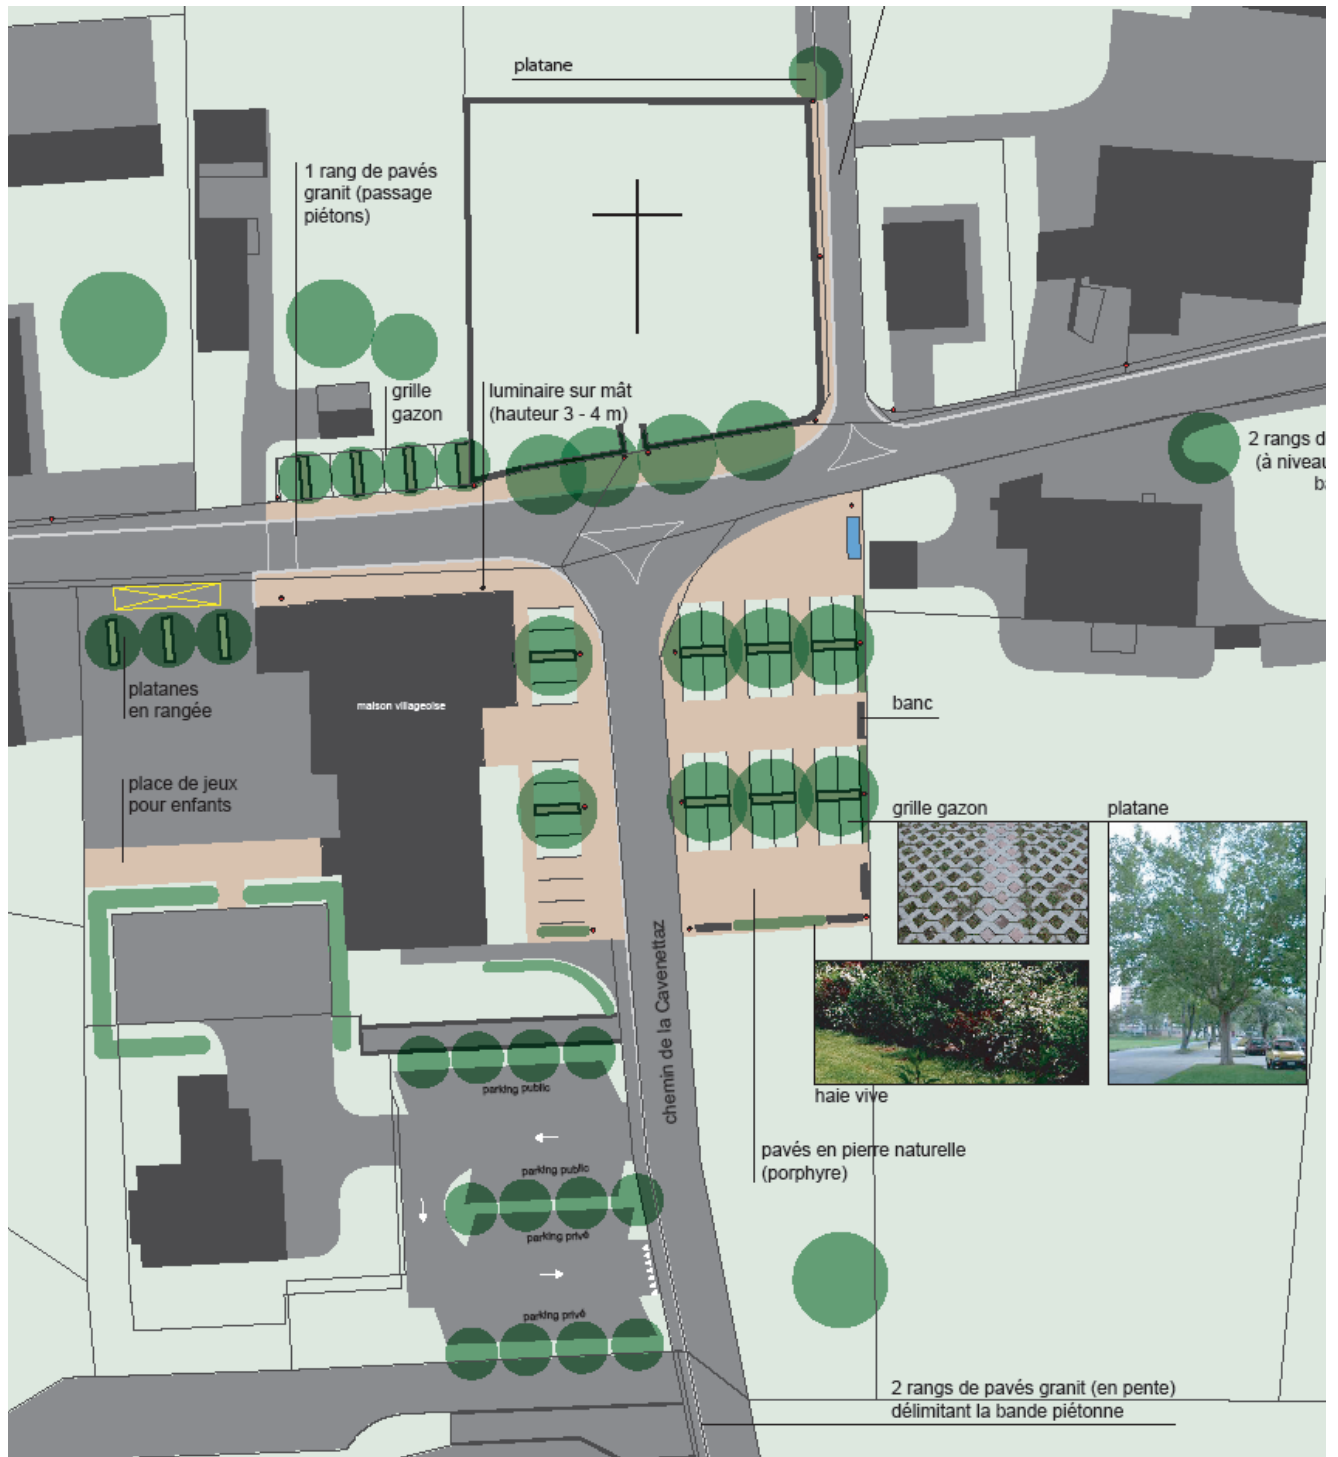 platane
1 rang de pavés
granit (passage
piétons)
grille
gazon
luminaire sur mât
(hauteur 3 - 4 m)
2 rangs d
(à niveau
ba
platanes
en rangée
maison villageoise
banc
place de jeux
pour enfants
grille gazon
platane
chemin de la Cavenettaz
haie vive
parking public
pavés en pierre naturelle
(porphyre)
parking public
parking privé
parking privé
2 rangs de pavés granit (en pente)
délimitant la bande piétonne